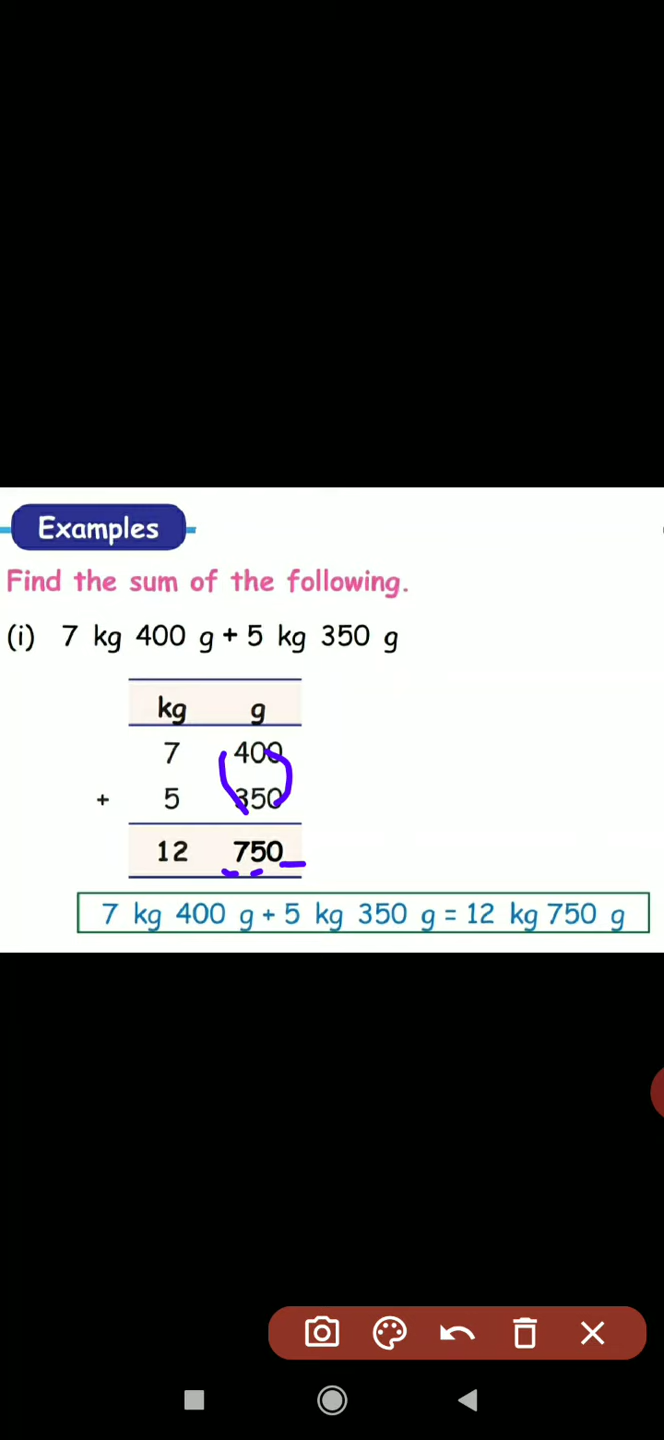 Examples
Find the sum of the following.
(i) 7 kg 400 g + 5 kg 350 g
kg g
7 400
+ 5 350
12 750
7 kg 400 g + 5 kg 350 g = 12 kg 750 g